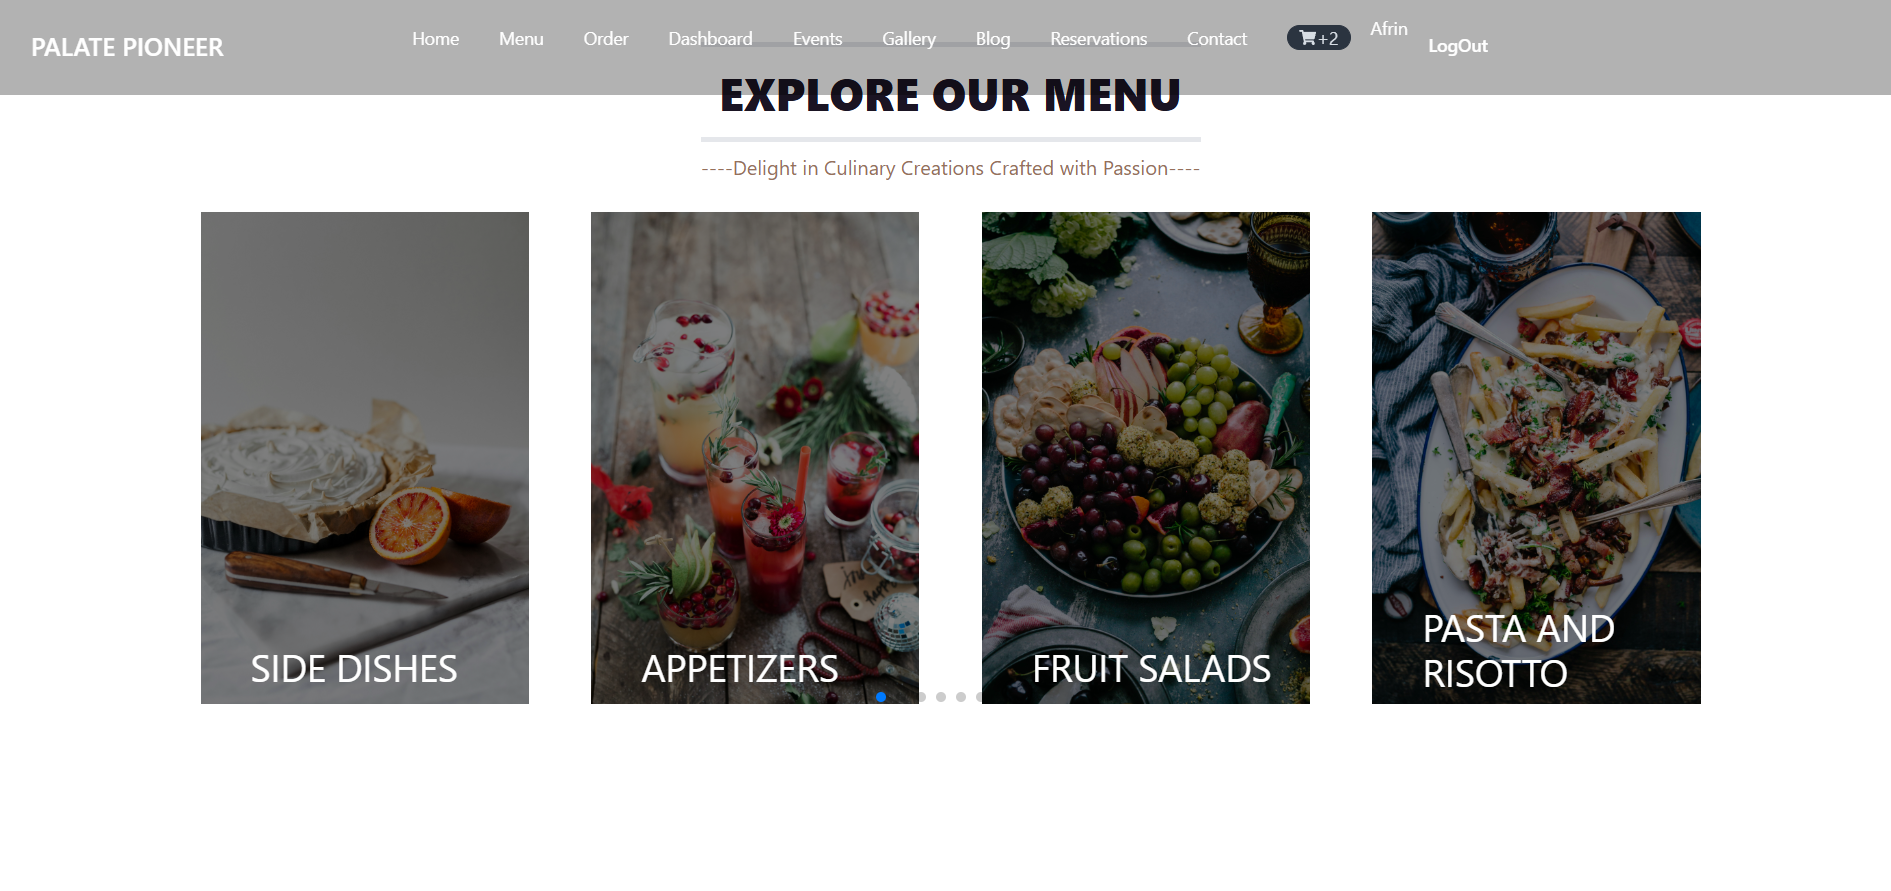 PALATE PIONEER
Home Menu Order Dashboard Events Gallery Blog Reservations Contact +2 Afrin LogOut
EXPLORE OUR MENU
----Delight in Culinary Creations Crafted with Passion----
SIDE DISHES
APPETIZERS
FRUIT SALADS
PASTA AND
RISOTTO